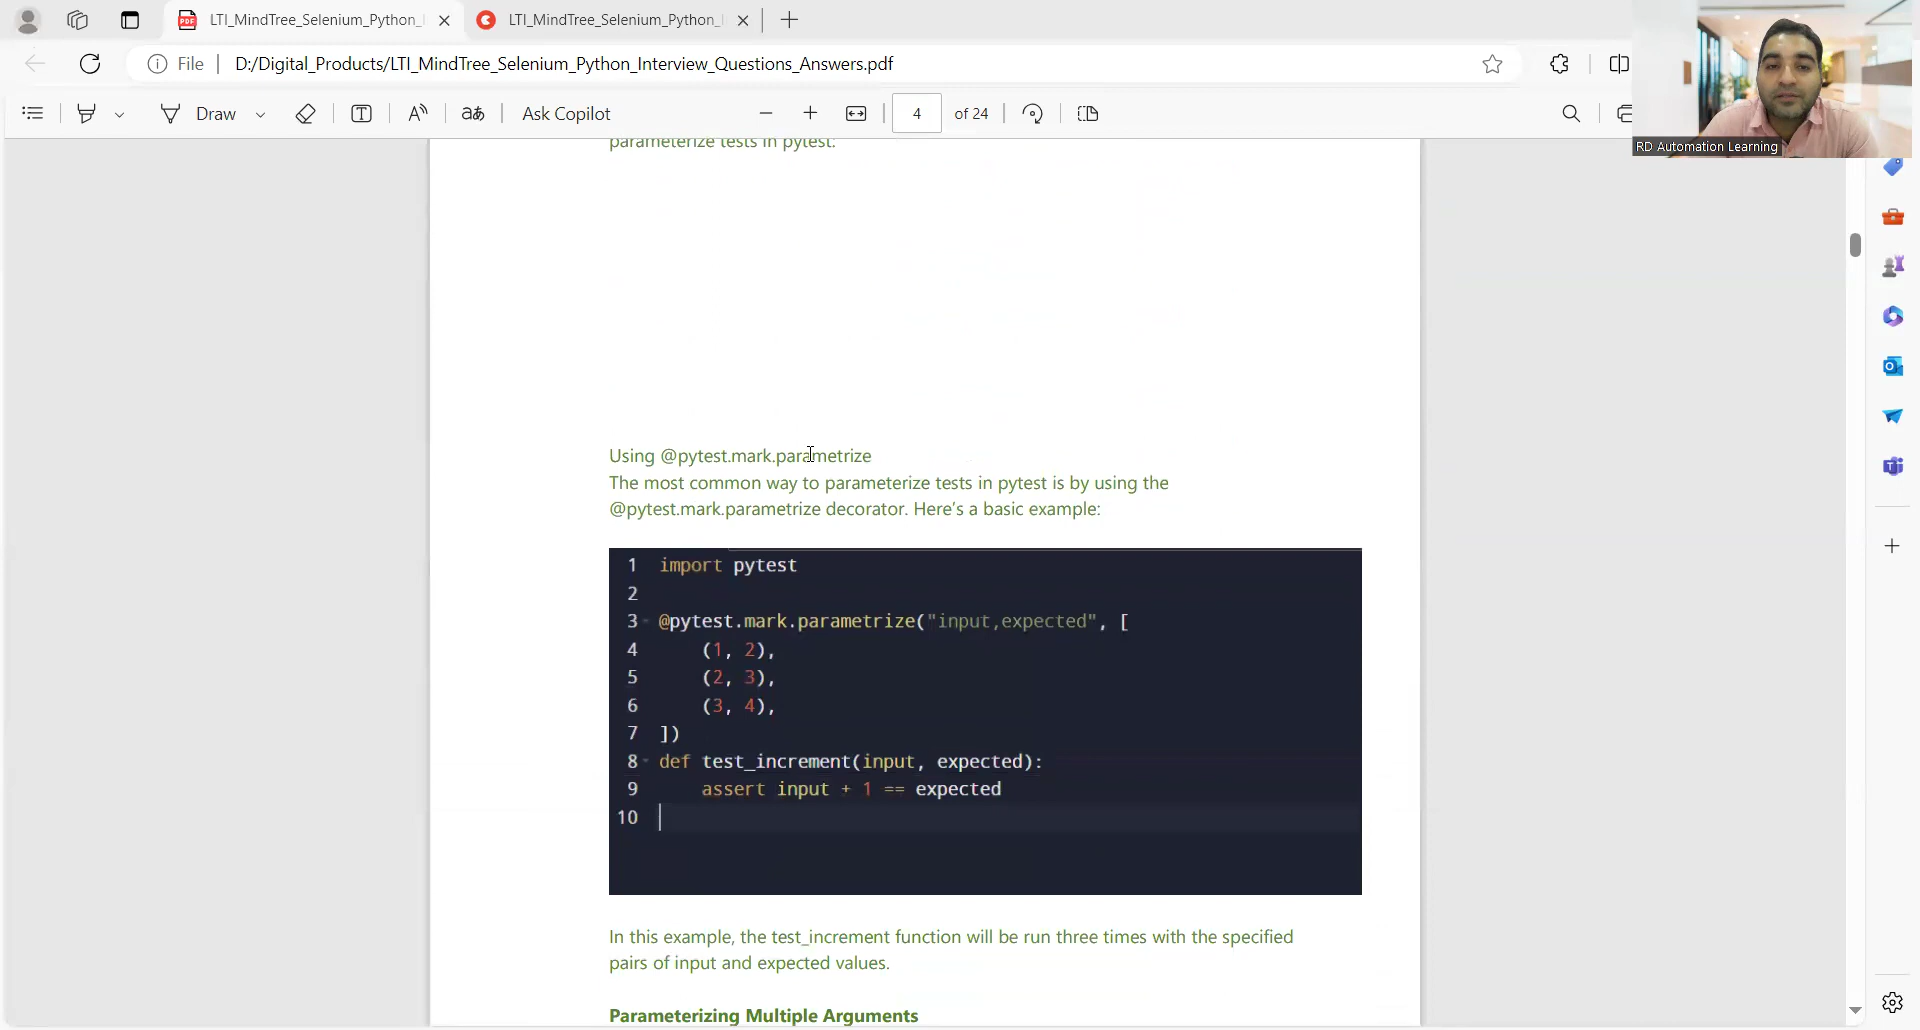 LTI_MindTree_Selenium_Python_I
LTI_MindTree_Selenium_Python_
File
D:/Digital_Products/LTI_MindTree_Selenium_Python_Interview_Questions_Answers.pdf
Draw
aあ
Ask Copilot
4 of 24
RD Automation Learning
parameterize tests in pytest:
Using @pytest.mark.parametrize
The most common way to parameterize tests in pytest is by using the
@pytest.mark.parametrize decorator. Here's a basic example:
1 import pytest
2
3 @pytest.mark.parametrize("input,expected", [
4 (1, 2),
5 (2, 3),
6 (3, 4),
7 ])
8 def test_increment(input, expected):
9 assert input + 1 == expected
10
In this example, the test_increment function will be run three times with the specified
pairs of input and expected values.
Parameterizing Multiple Arguments